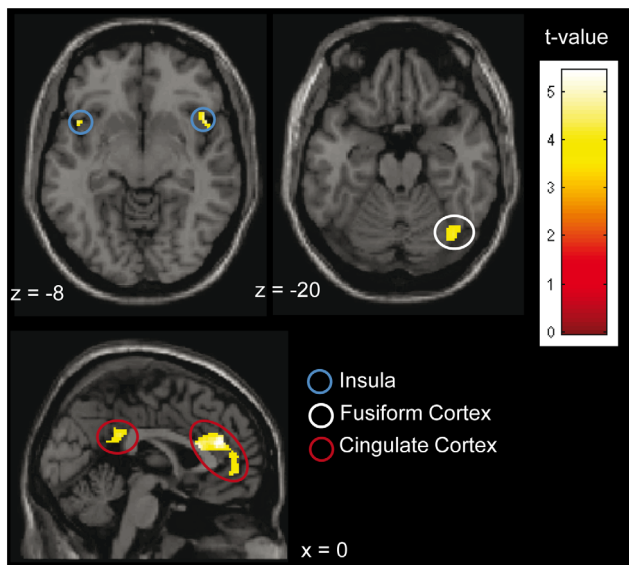 t-value
5
4
3
2
1
0
z = -8
z = -20
Insula
Fusiform Cortex
Cingulate Cortex
x = 0